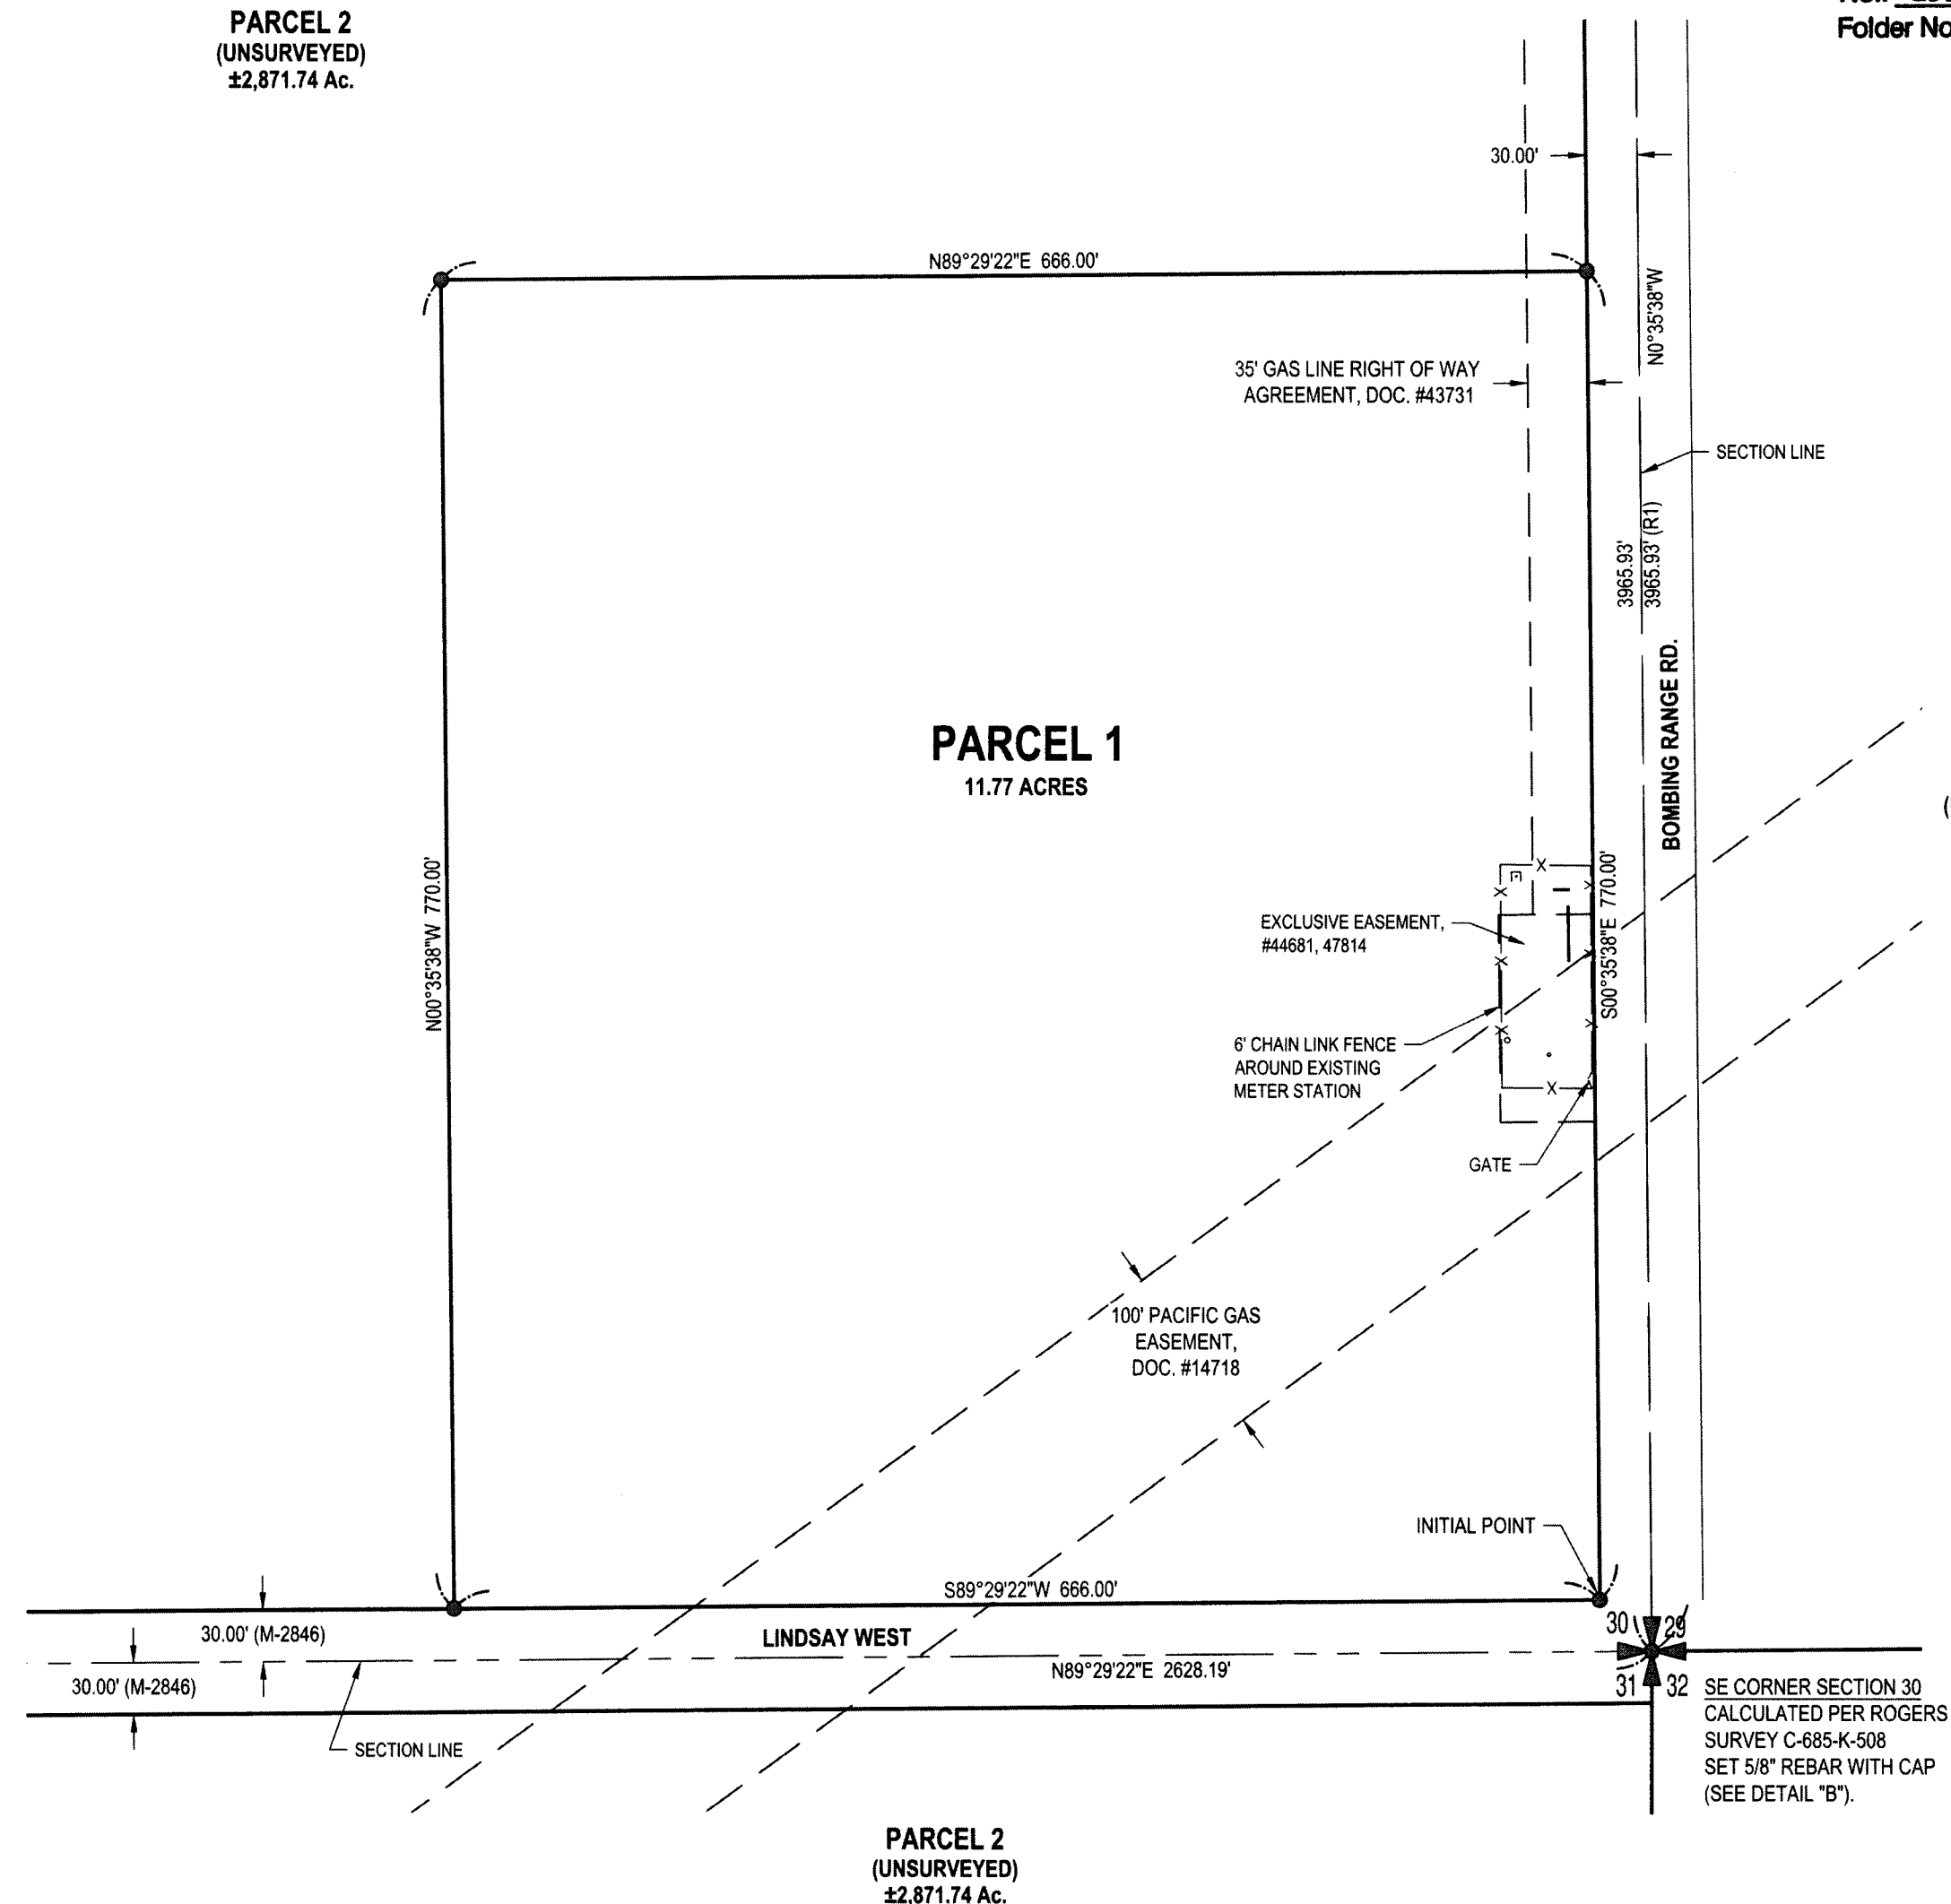 PARCEL 2
(UNSURVEYED)
±2,871.74 Ac.
Folder No
30.00'
N89°29'22"E 666.00'
N0°35'38"W
35' GAS LINE RIGHT OF WAY
AGREEMENT, DOC. #43731
SECTION LINE
3965.93'
3965.93' (R1)
BOMBING RANGE RD.
PARCEL 1
11.77 ACRES
N00°35'38"W 770.00'
S00°35'38"E 770.00'
EXCLUSIVE EASEMENT,
#44681, 47814
6' CHAIN LINK FENCE
AROUND EXISTING
METER STATION
GATE
100' PACIFIC GAS
EASEMENT,
DOC. #14718
INITIAL POINT
S89°29'22"W 666.00'
30.00' (M-2846)
LINDSAY WEST
30 29
N89°29'22"E 2628.19'
30.00' (M-2846)
31 32
SE CORNER SECTION 30
CALCULATED PER ROGERS
SURVEY C-685-K-508
SET 5/8" REBAR WITH CAP
(SEE DETAIL "B").
SECTION LINE
PARCEL 2
(UNSURVEYED)
±2,871.74 Ac.